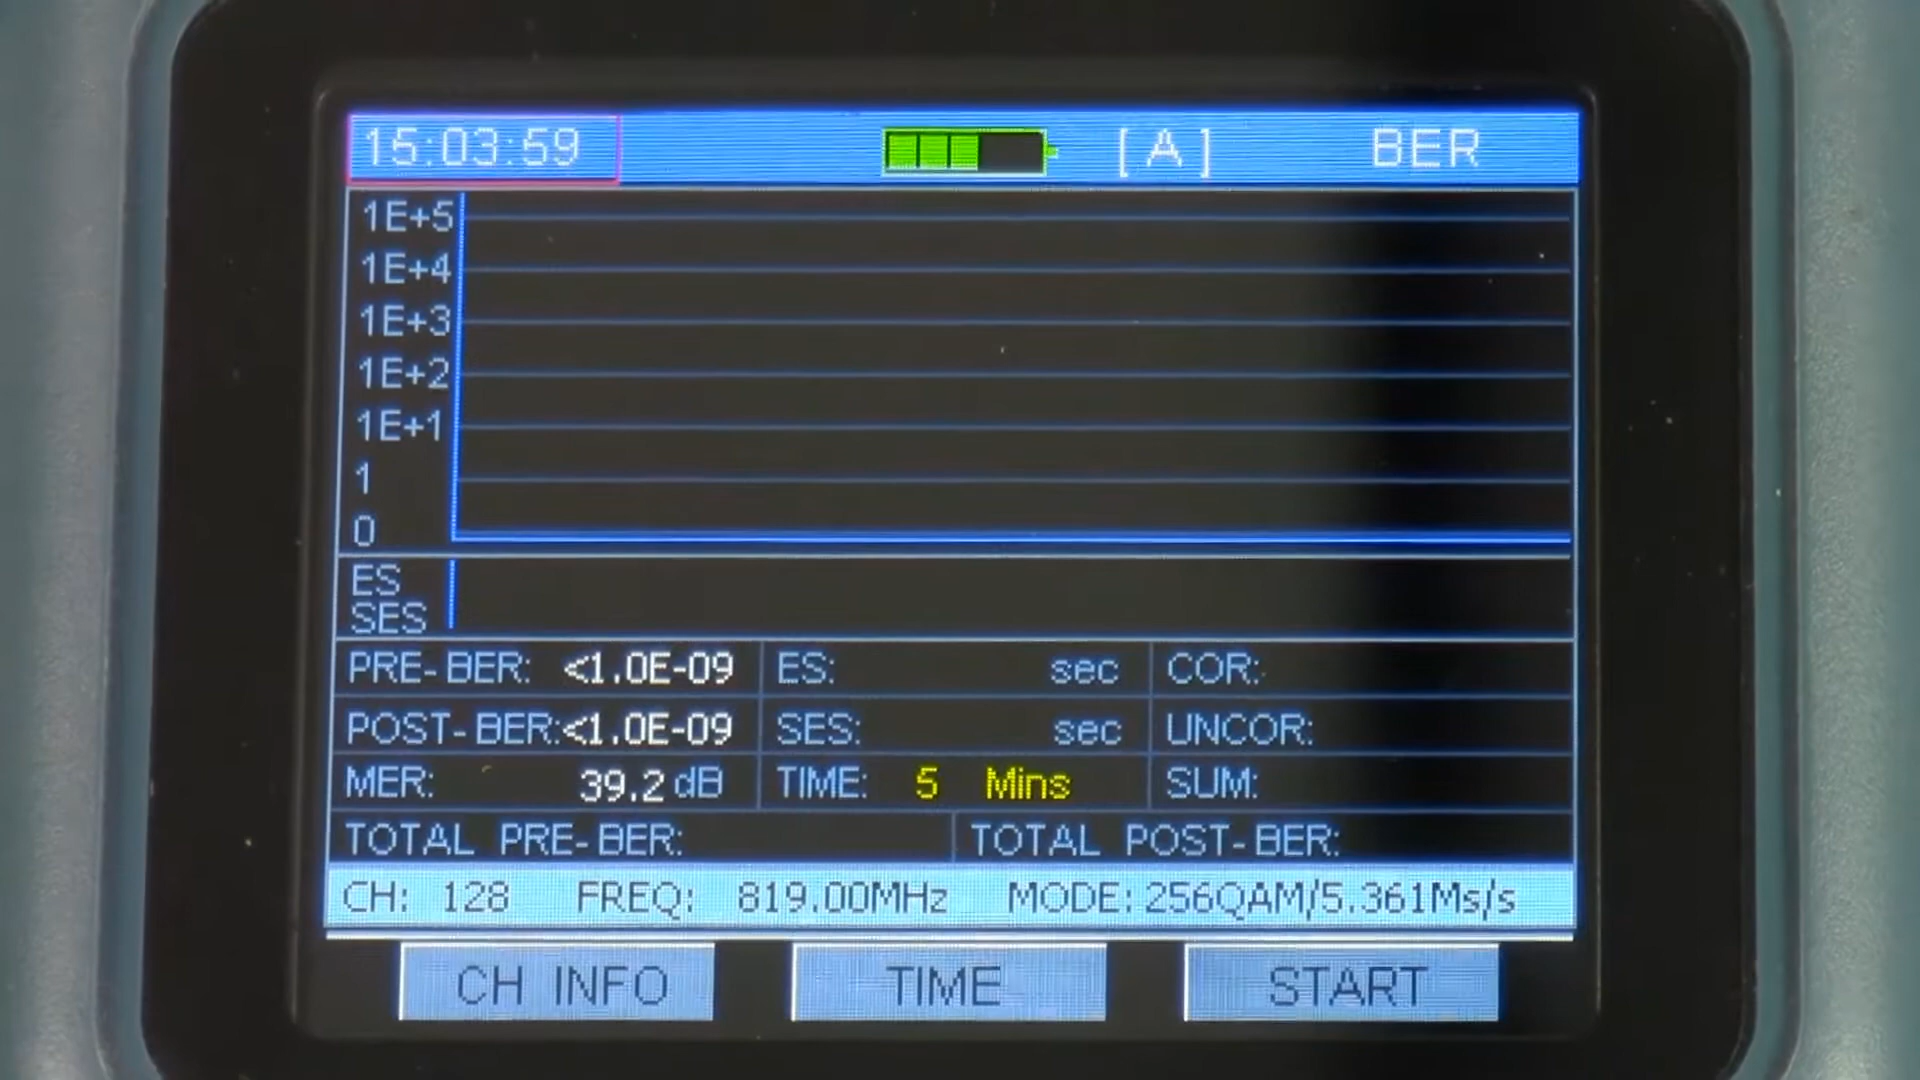 15:03:59 [A] BER
1E+5
1E+4
1E+3
1E+2
1E+1
1
0
ES
SES
PRE-BER: <1.0E-09 ES: sec COR:
POST-BER:<1.0E-09 SES: sec UNCOR:
MER: 39.2 dB TIME: 5 Mins SUM:
TOTAL PRE-BER: TOTAL POST-BER:
CH: 128 FREQ: 819.00MHz MODE: 256QAM/5.361Ms/s
CH INFO TIME START